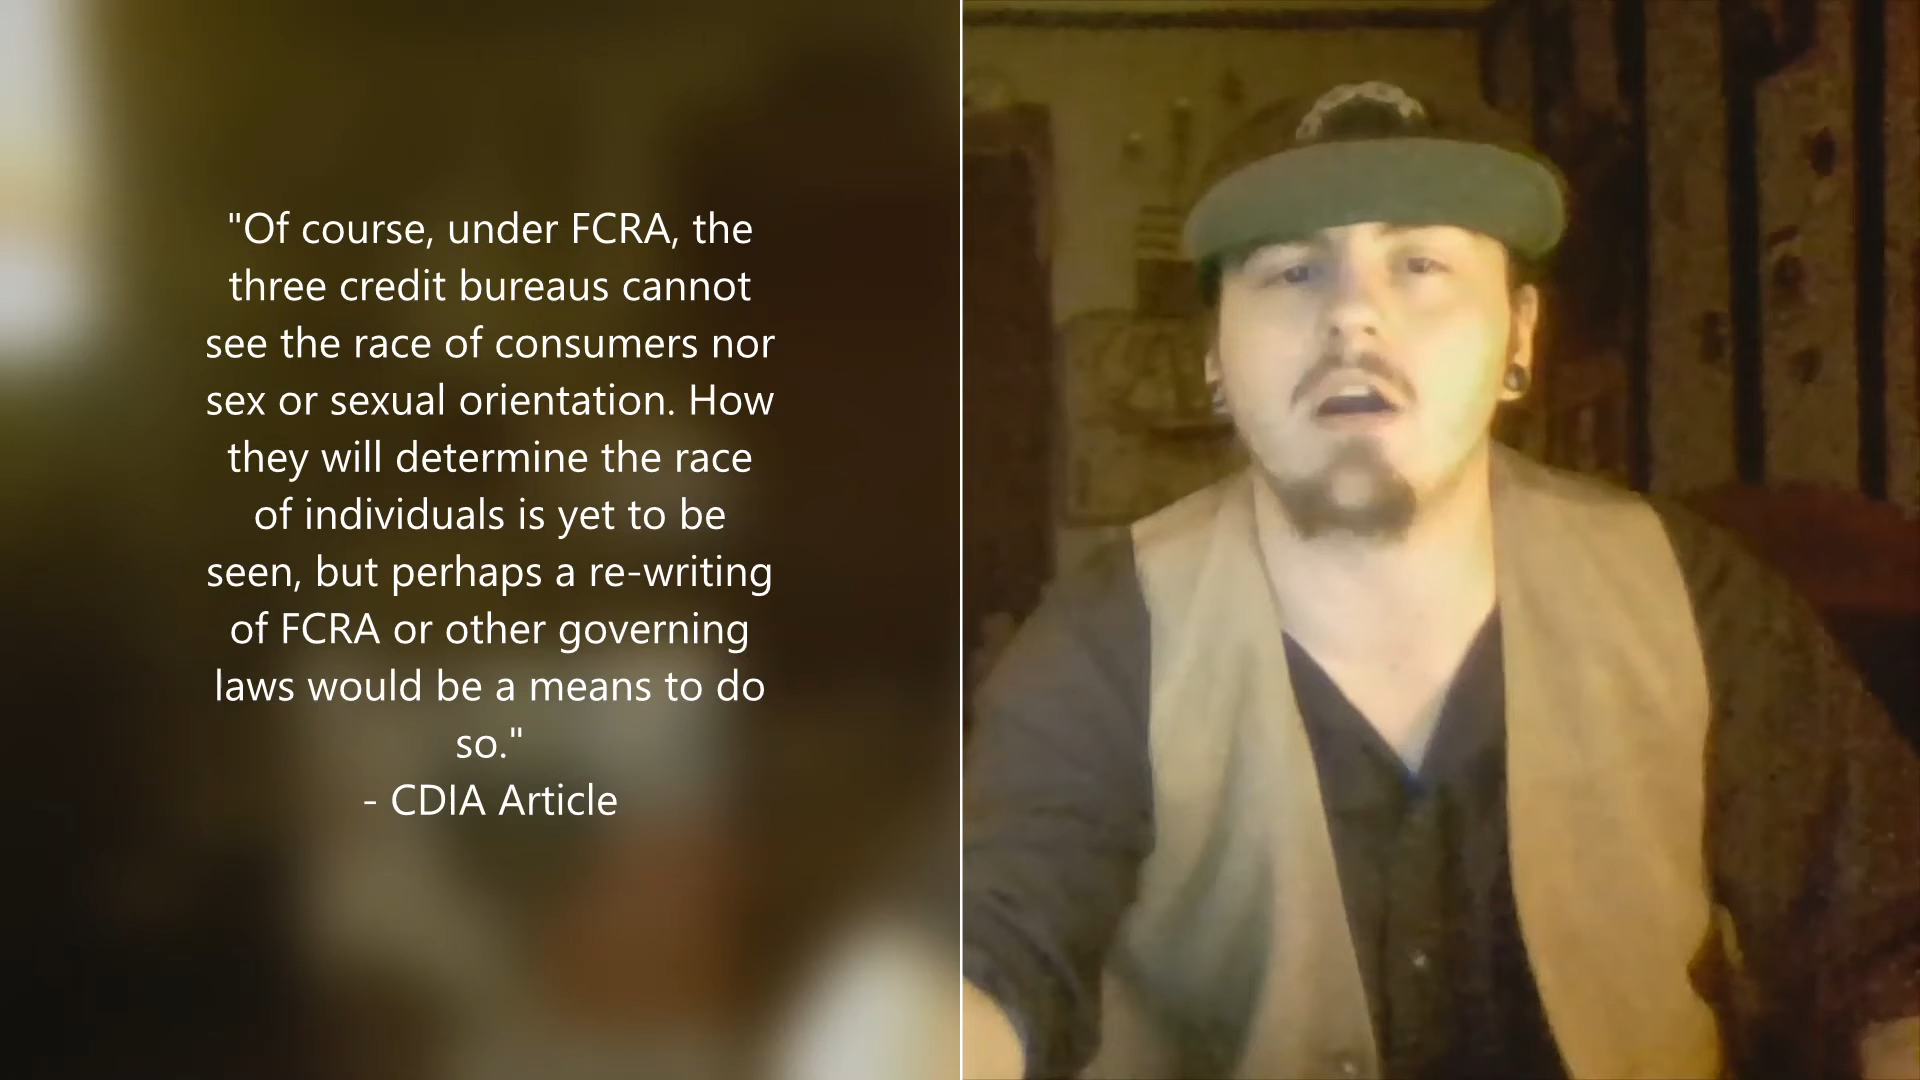 "Of course, under FCRA, the
three credit bureaus cannot
see the race of consumers nor
sex or sexual orientation. How
they will determine the race
of individuals is yet to be
seen, but perhaps a re-writing
of FCRA or other governing
laws would be a means to do
so."
- CDIA Article